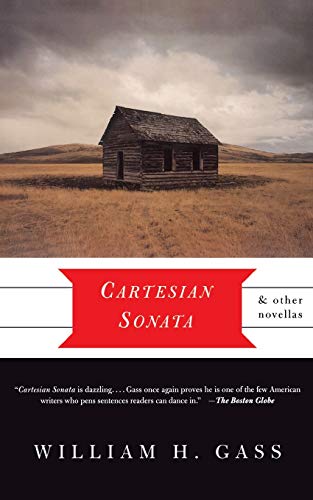 CARTESIAN
SONATA
& other
novellas
“Cartesian Sonata is dazzling. . . . Gass once again proves he is one of the few American
writers who pens sentences readers can dance in.” —The Boston Globe
WILLIAM H. GASS